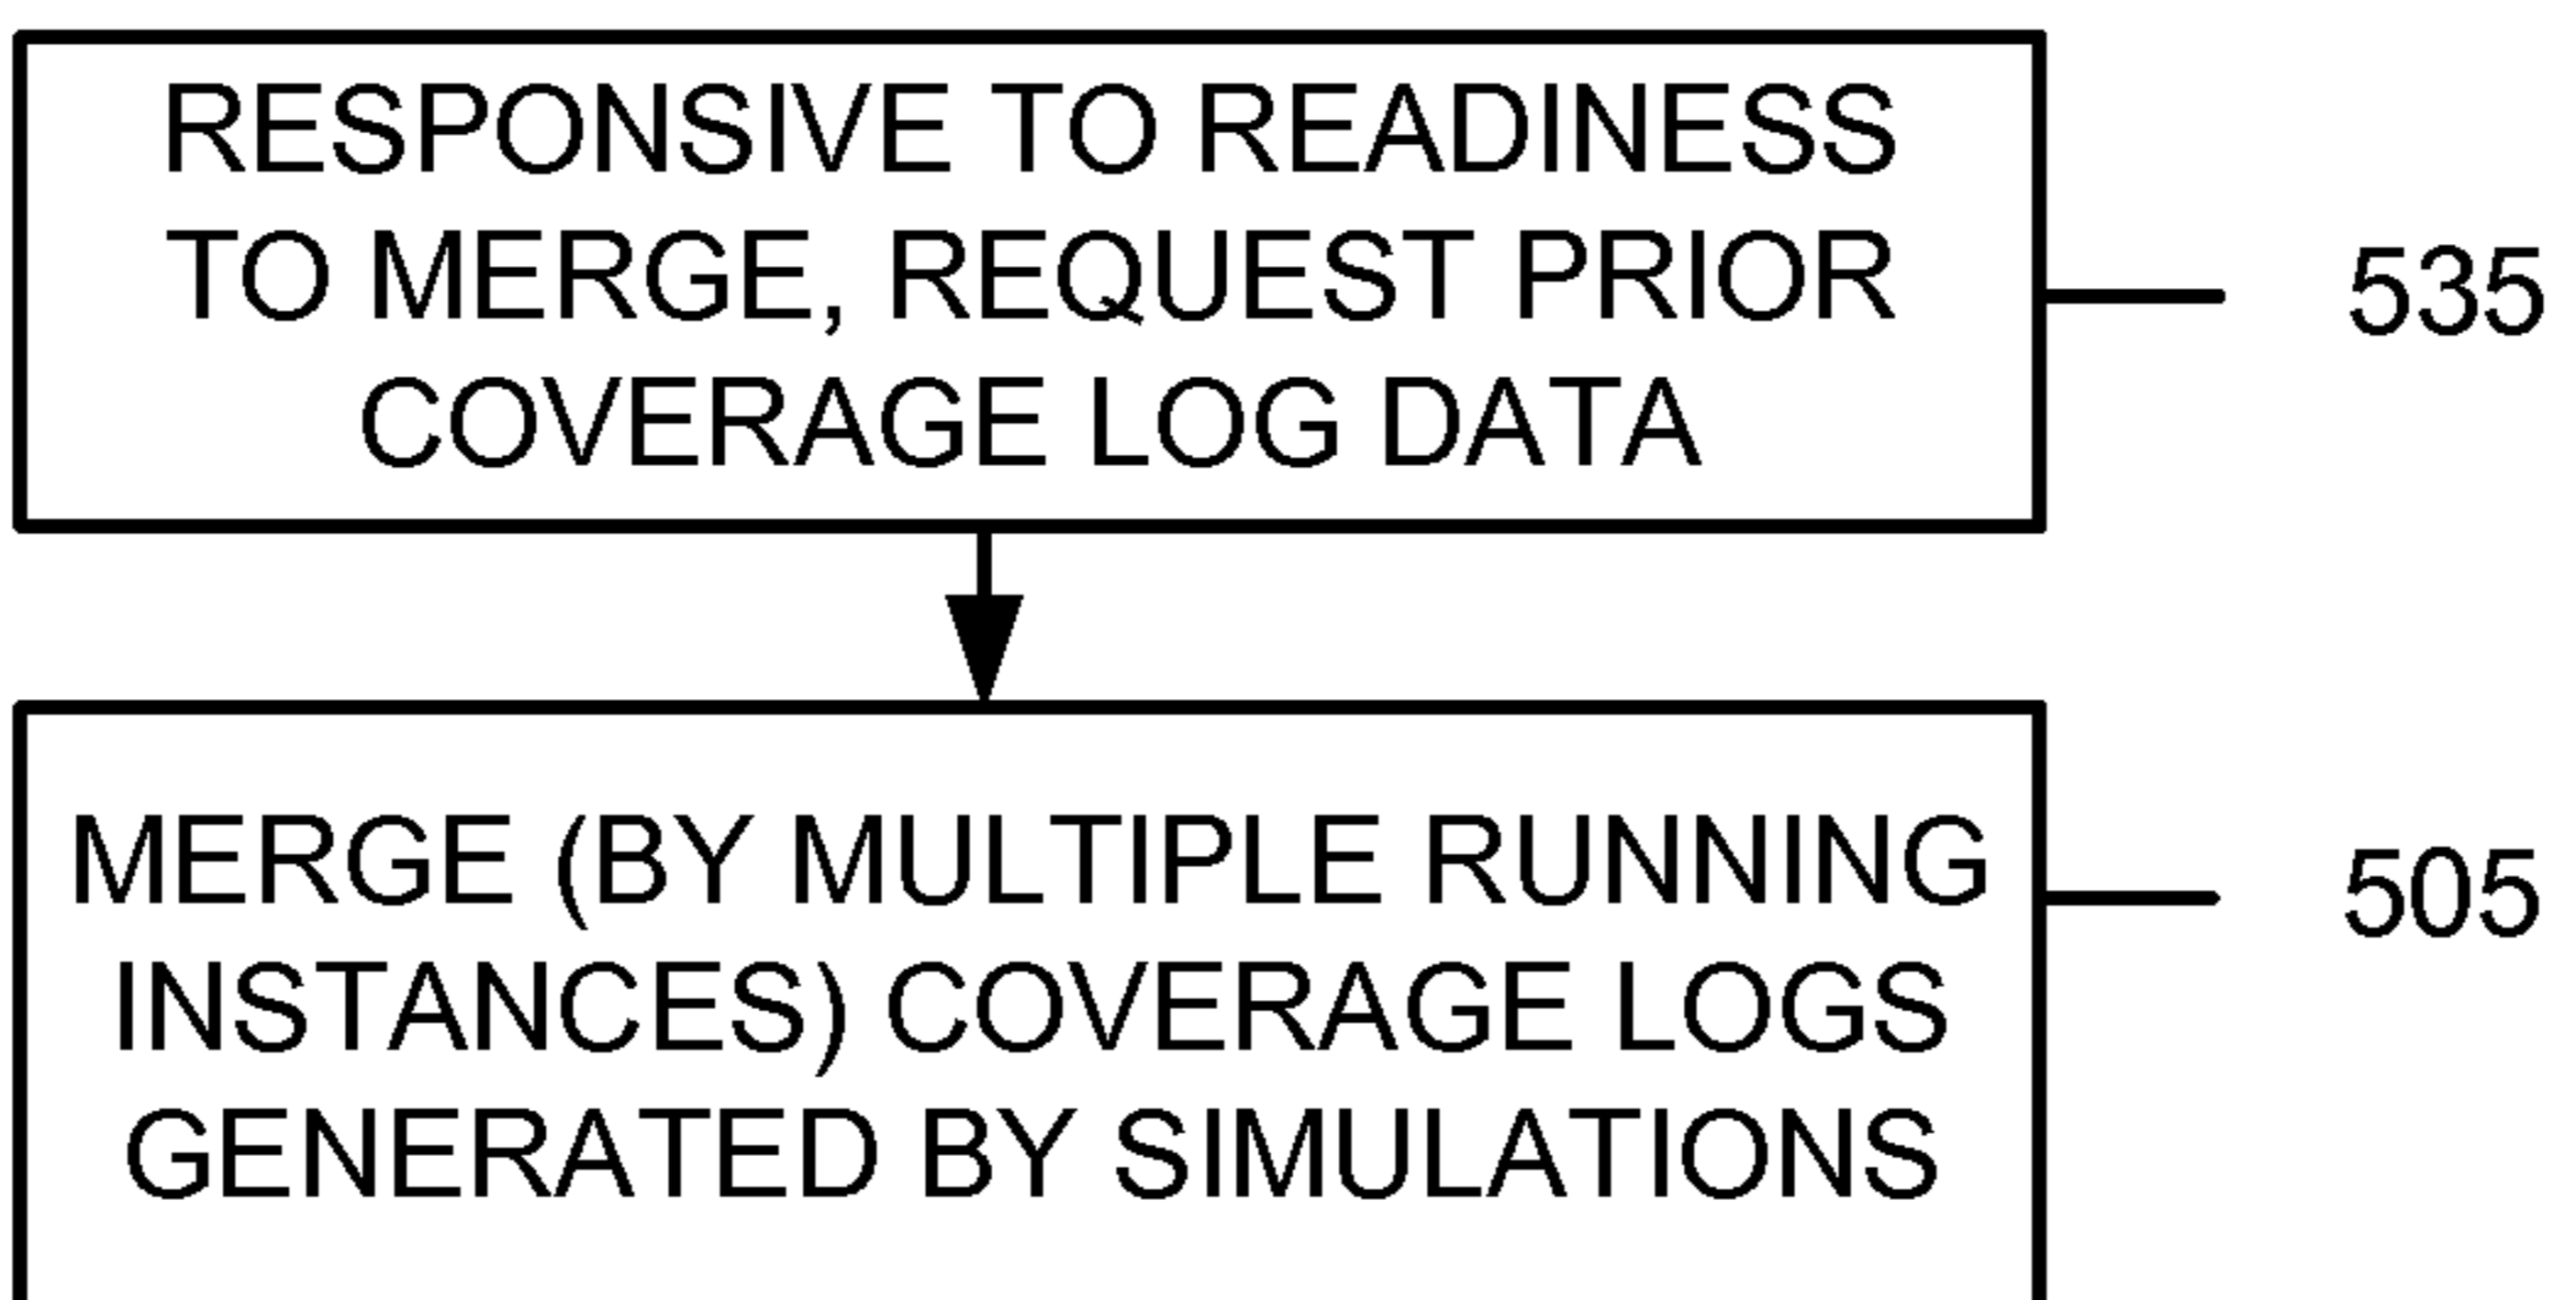 RESPONSIVE TO READINESS
TO MERGE, REQUEST PRIOR
COVERAGE LOG DATA
535
MERGE (BY MULTIPLE RUNNING
INSTANCES) COVERAGE LOGS
GENERATED BY SIMULATIONS
505